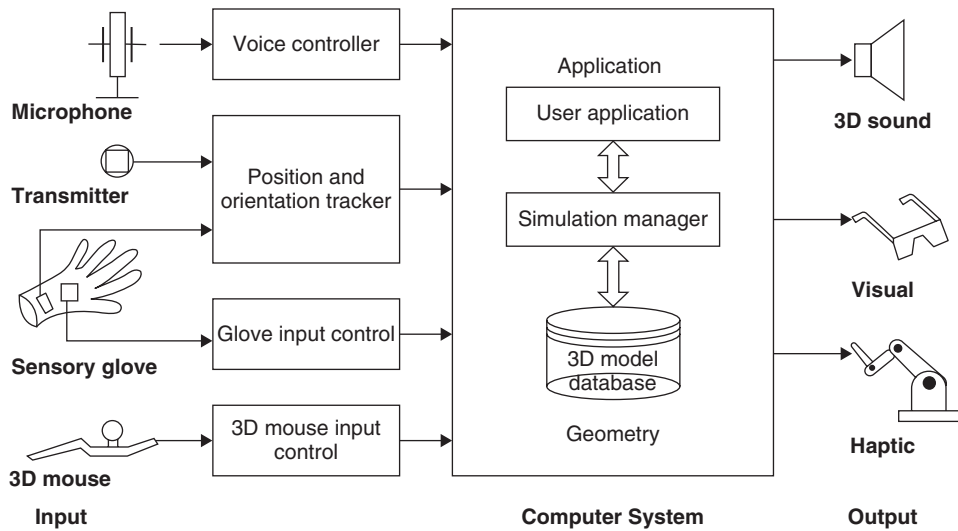 Microphone
Voice controller
Transmitter
Position and
orientation tracker
Sensory glove
Glove input control
3D mouse
3D mouse input
control
Input
Application
User application
Simulation manager
3D model
database
Geometry
Computer System
3D sound
Visual
Haptic
Output